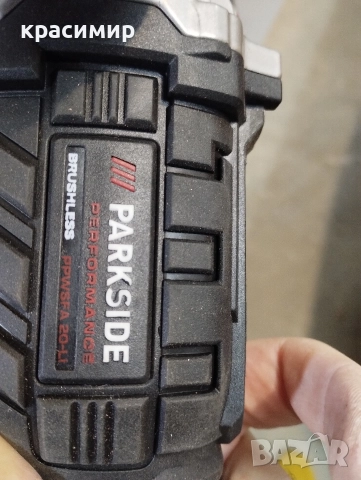 красимир
PARKSIDE
PERFORMANCE
BRUSHLESS
PPWSFA 20-Li
BAZAR